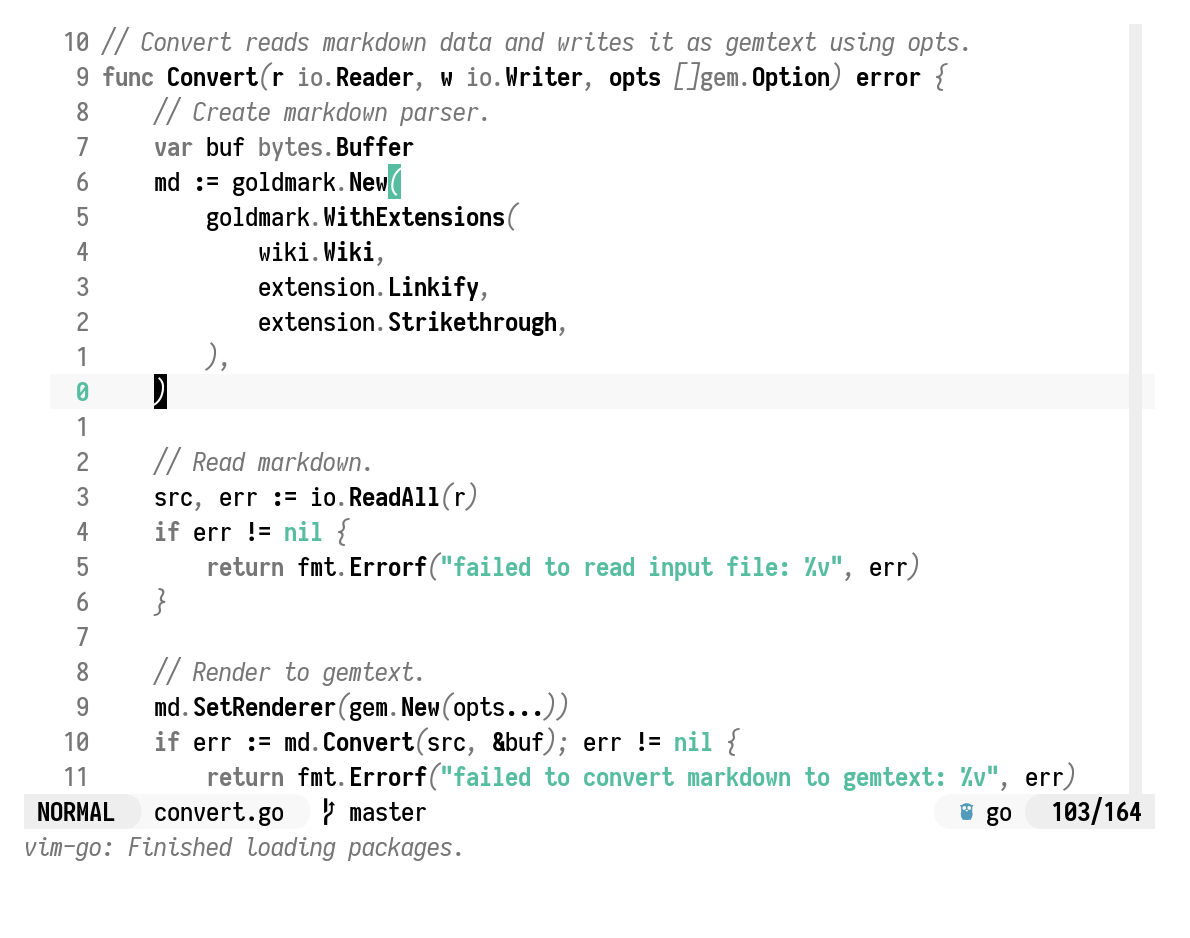 10 // Convert reads markdown data and writes it as gemtext using opts.
9 func Convert(r io.Reader, w io.Writer, opts []gem.Option) error {
8     // Create markdown parser.
7     var buf bytes.Buffer
6     md := goldmark.New(
5         goldmark.WithExtensions(
4             wiki.Wiki,
3             extension.Linkify,
2             extension.Strikethrough,
1         ),
0     )
1
2     // Read markdown.
3     src, err := io.ReadAll(r)
4     if err != nil {
5         return fmt.Errorf("failed to read input file: %v", err)
6     }
7
8     // Render to gemtext.
9     md.SetRenderer(gem.New(opts...))
10     if err := md.Convert(src, &buf); err != nil {
11         return fmt.Errorf("failed to convert markdown to gemtext: %v", err)
NORMAL convert.go master go 103/164
vim-go: Finished loading packages.